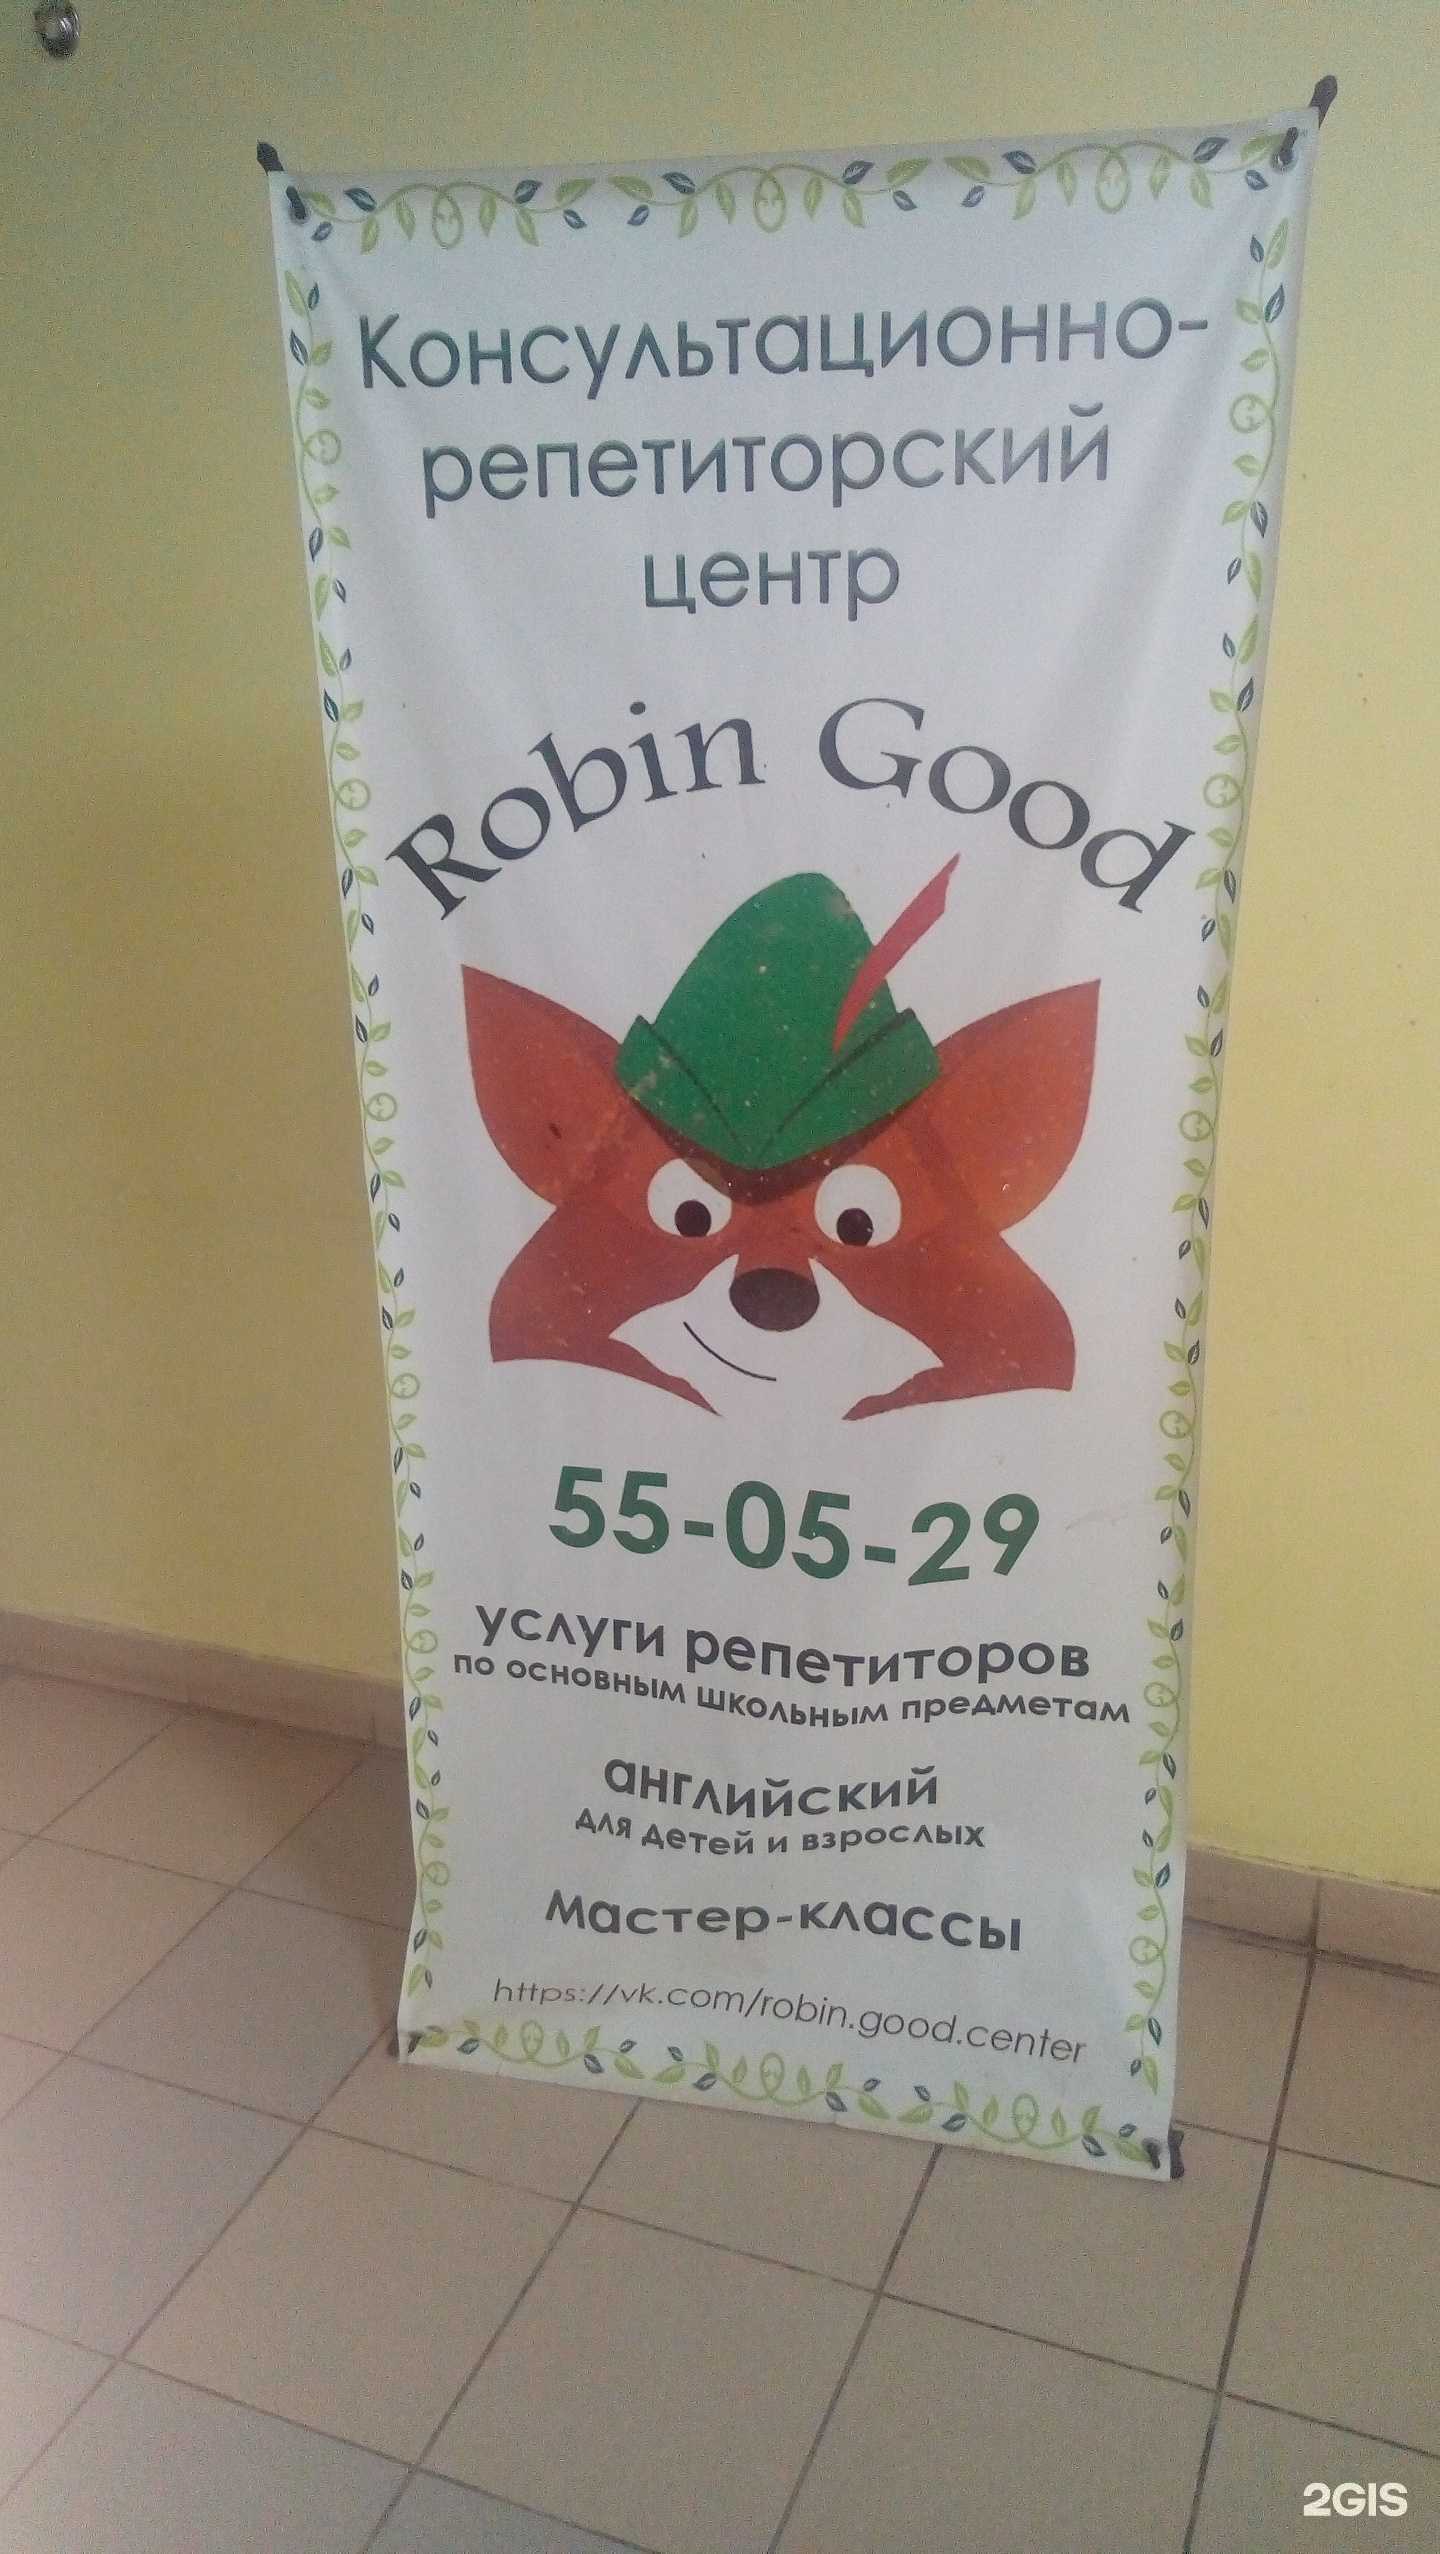 Консультационно-
репетиторский
центр
Robin Good
55-05-29
услуги репетиторов
по основным школьным предметам
английский
для детей и взрослых
мастер-классы
https://vk.com/robin.good.center
2GIS